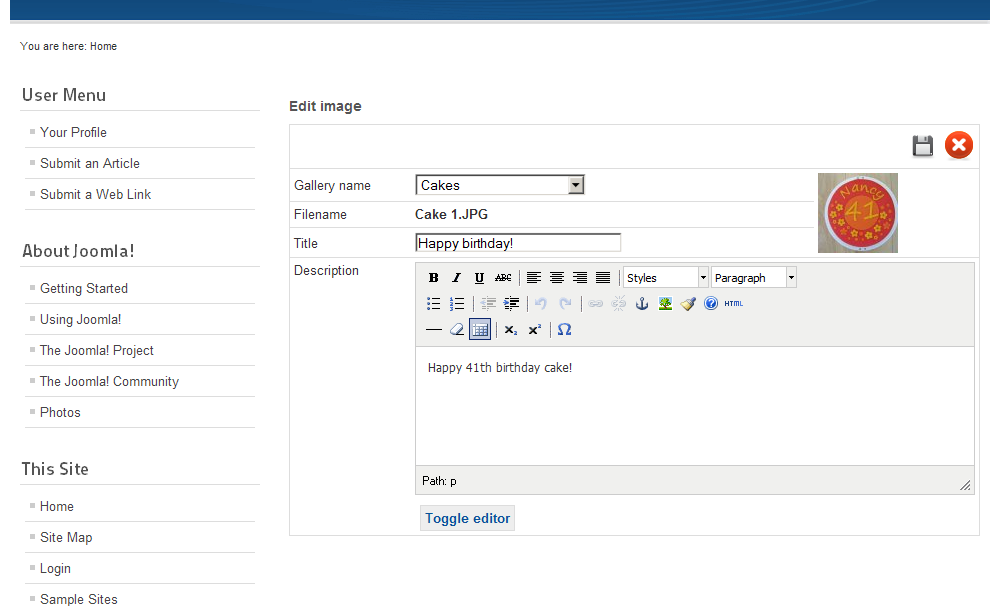 You are here: Home
User Menu
Your Profile
Submit an Article
Submit a Web Link
About Joomla!
Getting Started
Using Joomla!
The Joomla! Project
The Joomla! Community
Photos
This Site
Home
Site Map
Login
Sample Sites
Edit image
Gallery name Cakes
Filename Cake 1.JPG
Title Happy birthday!
Nancy
41
Description
B I U ABC Styles Paragraph
HTML
x₂ x² Ω
Happy 41th birthday cake!
Path: p
Toggle editor